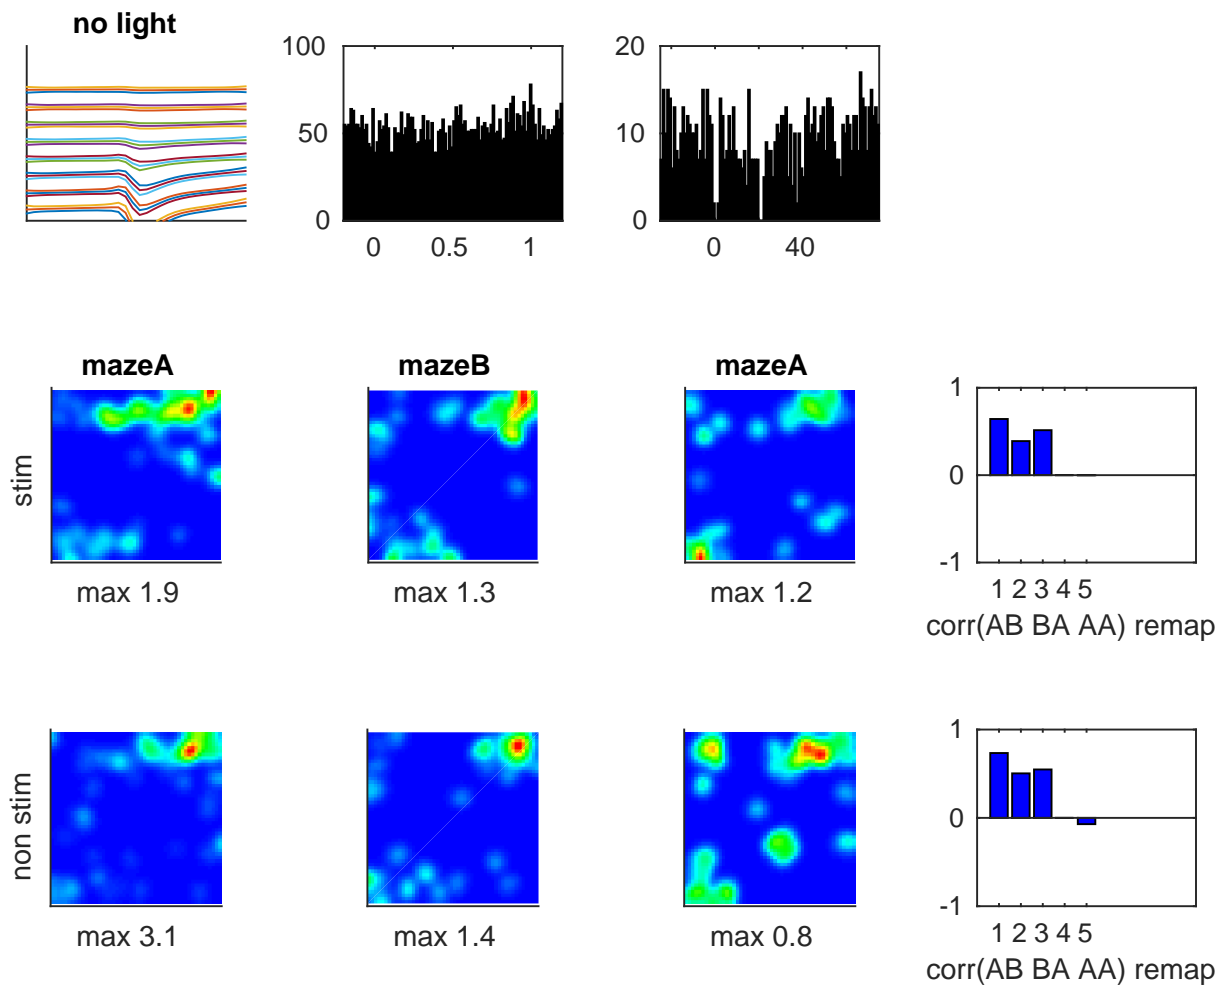 no light
100
50
0
0 0.5 1
20
10
0
0 40
mazeA mazeB mazeA
stim
max 1.9 max 1.3 max 1.2
1
0
-1
1 2 3 4 5
corr(AB BA AA) remap
non stim
max 3.1 max 1.4 max 0.8
1
0
-1
1 2 3 4 5
corr(AB BA AA) remap